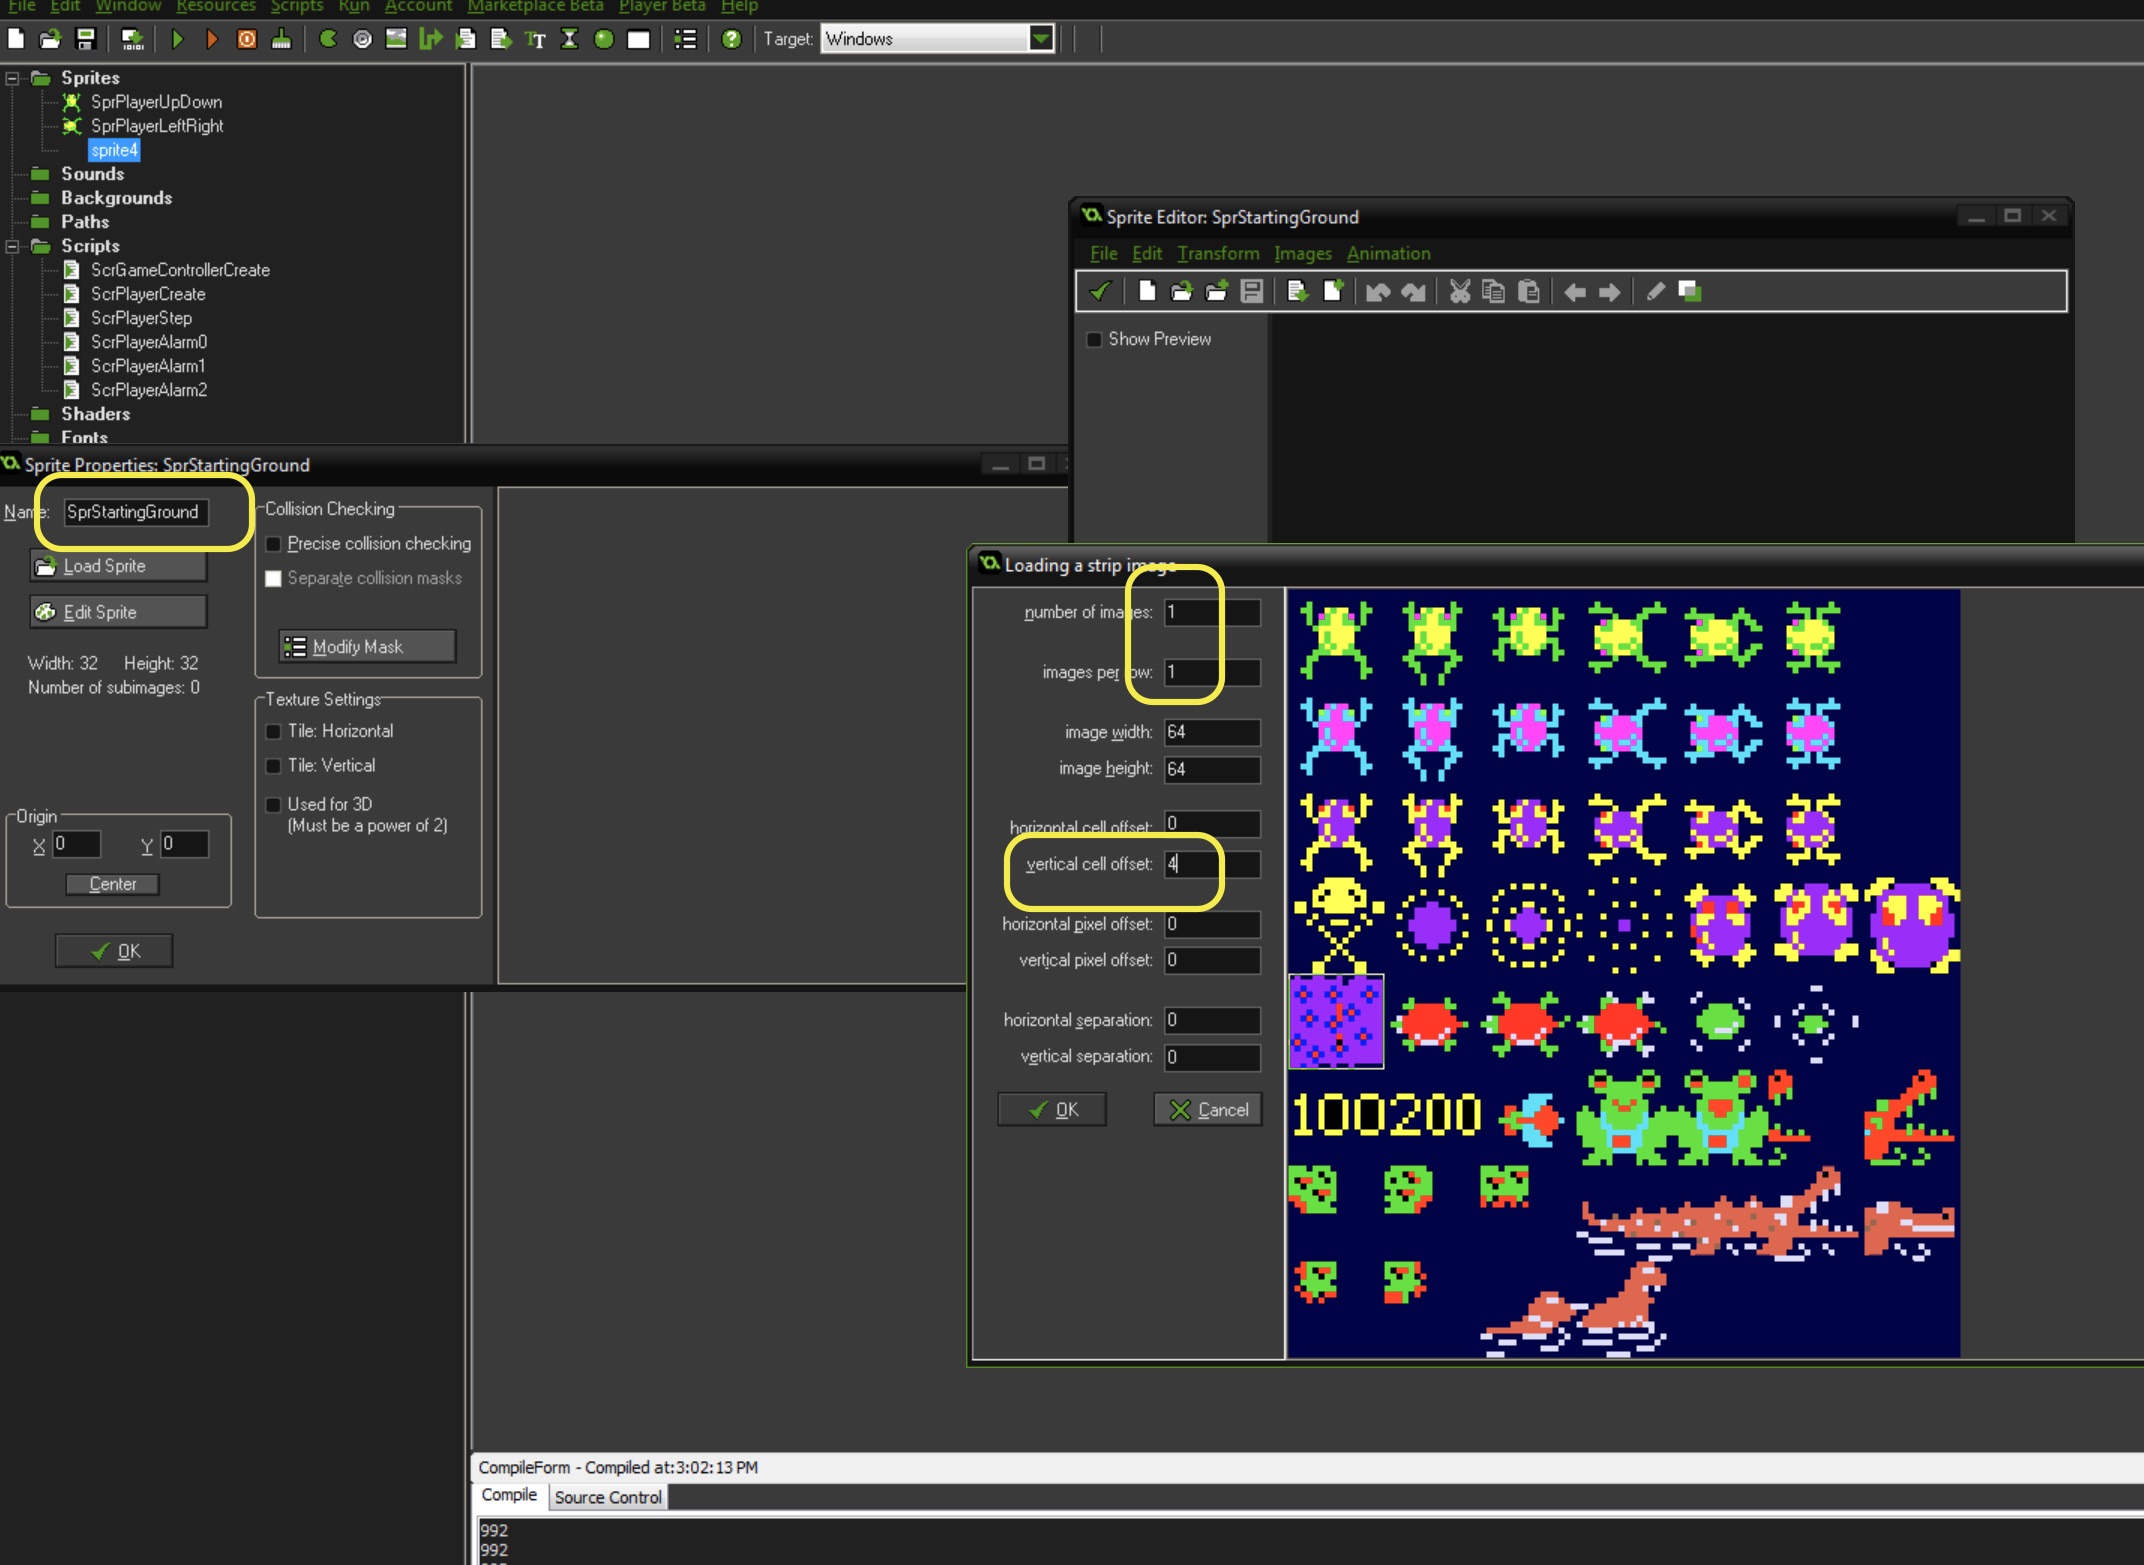 File Edit Window Resources Scripts Run Account Marketplace Beta Player Beta Help
Target: Windows
Sprites
SprPlayerUpDown
SprPlayerLeftRight
sprite4
Sounds
Backgrounds
Paths
Scripts
ScrGameControllerCreate
ScrPlayerCreate
ScrPlayerStep
ScrPlayerAlarm0
ScrPlayerAlarm1
ScrPlayerAlarm2
Shaders
Fonts
Sprite Editor: SprStartingGround
File Edit Transform Images Animation
Show Preview
Sprite Properties: SprStartingGround
Name: SprStartingGround
Load Sprite
Edit Sprite
Width: 32 Height: 32
Number of subimages: 0
Origin
X 0 Y 0
Center
OK
Collision Checking
Precise collision checking
Separate collision masks
Modify Mask
Texture Settings
Tile: Horizontal
Tile: Vertical
Used for 3D
(Must be a power of 2)
Loading a strip image
number of images: 1
images per row: 1
image width: 64
image height: 64
horizontal cell offset: 0
vertical cell offset: 4
horizontal pixel offset: 0
vertical pixel offset: 0
horizontal separation: 0
vertical separation: 0
OK Cancel
100200
CompileForm - Compiled at:3:02:13 PM
Compile Source Control
992
992